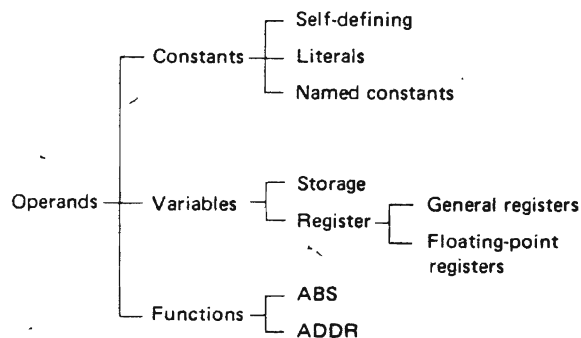 Self-defining
Constants Literals
Named constants
Storage
Operands Variables
Register General registers
Floating-point
registers
Functions ABS
ADDR